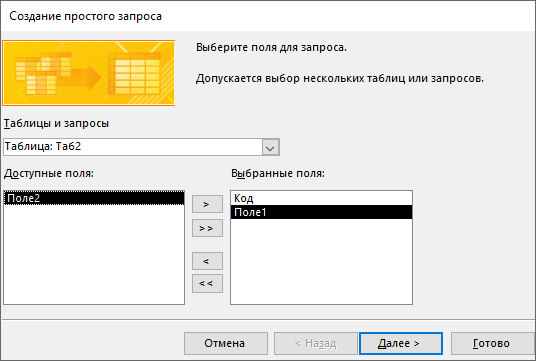 Создание простого запроса
Выберите поля для запроса.
Допускается выбор нескольких таблиц или запросов.
Таблицы и запросы
Таблица: Таб2
Доступные поля:
Выбранные поля:
Поле2
>
>>
<
<<
Код
Поле1
Отмена
< Назад
Далее >
Готово